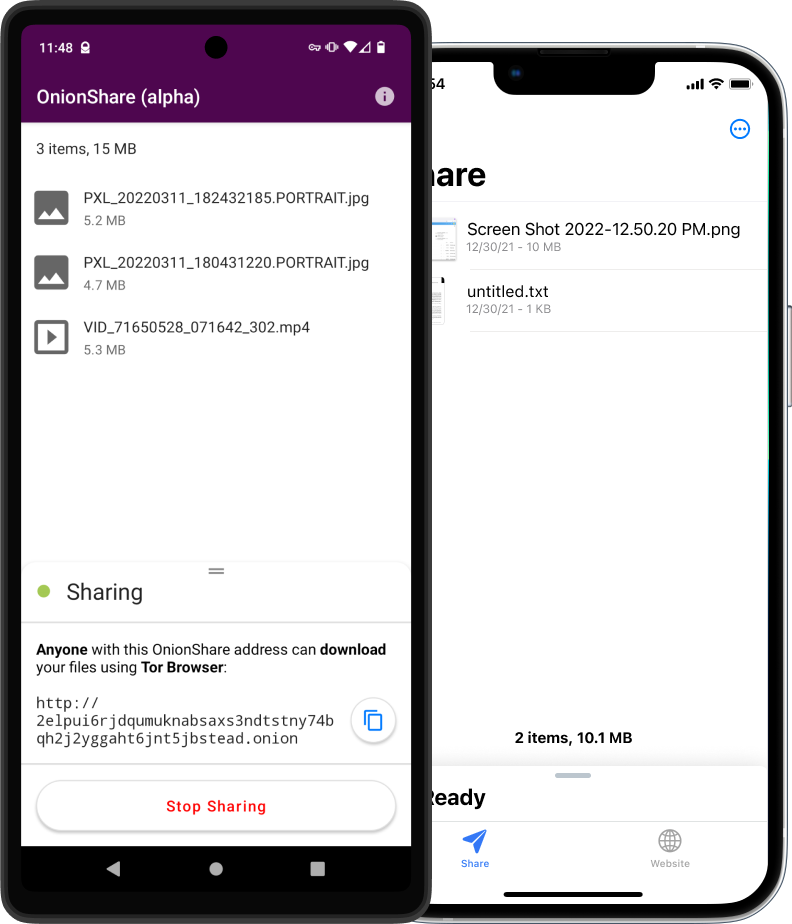 11:48
OnionShare (alpha)
3 items, 15 MB
PXL_20220311_182432185.PORTRAIT.jpg
5.2 MB
PXL_20220311_180431220.PORTRAIT.jpg
4.7 MB
VID_71650528_071642_302.mp4
5.3 MB
Sharing
Anyone with this OnionShare address can download
your files using Tor Browser:
http://
2elpui6rjdqumuknabsaxs3ndtstny74b
qh2j2yggaht6jnt5jbstead.onion
Stop Sharing
54
are
Screen Shot 2022-12.50.20 PM.png
12/30/21 - 10 MB
untitled.txt
12/30/21 - 1 KB
2 items, 10.1 MB
Ready
Share
Website